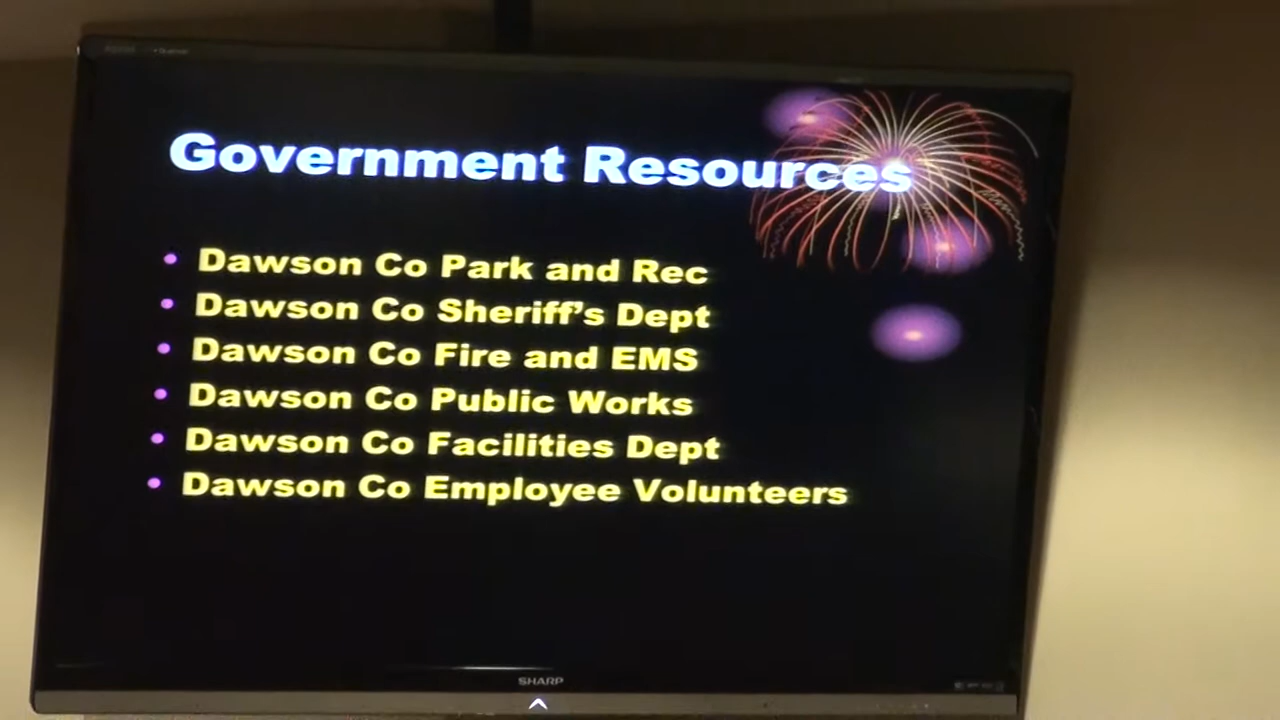 Government Resources
• Dawson Co Park and Rec
• Dawson Co Sheriff's Dept
• Dawson Co Fire and EMS
• Dawson Co Public Works
• Dawson Co Facilities Dept
• Dawson Co Employee Volunteers
SHARP